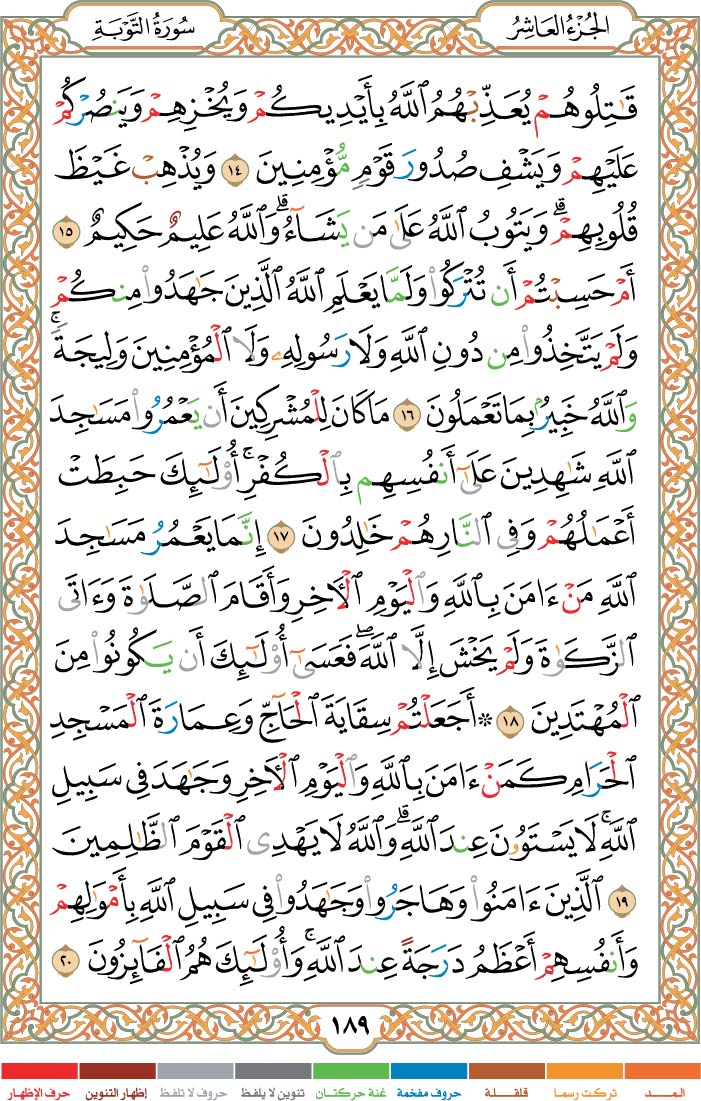 الجُزْءُ العَاشِرُ
سُورَةُ التَّوْبَةِ
قَٰتِلُوهُمْ يُعَذِّبْهُمُ ٱللَّهُ بِأَيْدِيكُمْ وَيُخْزِهِمْ وَيَنصُرْكُمْ
عَلَيْهِمْ وَيَشْفِ صُدُورَ قَوْمٍ مُّؤْمِنِينَ ١٤ وَيُذْهِبْ غَيْظَ
قُلُوبِهِمْ ۗ وَيَتُوبُ ٱللَّهُ عَلَىٰ مَن يَشَآءُ ۗ وَٱللَّهُ عَلِيمٌ حَكِيمٌ ١٥
أَمْ حَسِبْتُمْ أَن تُتْرَكُوا۟ وَلَمَّا يَعْلَمِ ٱللَّهُ ٱلَّذِينَ جَٰهَدُوا۟ مِنكُمْ
وَلَمْ يَتَّخِذُوا۟ مِن دُونِ ٱللَّهِ وَلَا رَسُولِهِۦ وَلَا ٱلْمُؤْمِنِينَ وَلِيجَةً ۚ
وَٱللَّهُ خَبِيرٌۢ بِمَا تَعْمَلُونَ ١٦ مَا كَانَ لِلْمُشْرِكِينَ أَن يَعْمُرُوا۟ مَسَٰجِدَ
ٱللَّهِ شَٰهِدِينَ عَلَىٰٓ أَنفُسِهِم بِٱلْكُفْرِ ۚ أُو۟لَٰٓئِكَ حَبِطَتْ
أَعْمَٰلُهُمْ وَفِى ٱلنَّارِ هُمْ خَٰلِدُونَ ١٧ إِنَّمَا يَعْمُرُ مَسَٰجِدَ
ٱللَّهِ مَنْ ءَامَنَ بِٱللَّهِ وَٱلْيَوْمِ ٱلْءَاخِرِ وَأَقَامَ ٱلصَّلَوٰةَ وَءَاتَى
ٱلزَّكَوٰةَ وَلَمْ يَخْشَ إِلَّا ٱللَّهَ ۖ فَعَسَىٰٓ أُو۟لَٰٓئِكَ أَن يَكُونُوا۟ مِنَ
ٱلْمُهْتَدِينَ ١٨ ۞ أَجَعَلْتُمْ سِقَايَةَ ٱلْحَآجِّ وَعِمَارَةَ ٱلْمَسْجِدِ
ٱلْحَرَامِ كَمَنْ ءَامَنَ بِٱللَّهِ وَٱلْيَوْمِ ٱلْءَاخِرِ وَجَٰهَدَ فِى سَبِيلِ
ٱللَّهِ ۚ لَا يَسْتَوُۥنَ عِندَ ٱللَّهِ ۗ وَٱللَّهُ لَا يَهْدِى ٱلْقَوْمَ ٱلظَّٰلِمِينَ
١٩ ٱلَّذِينَ ءَامَنُوا۟ وَهَاجَرُوا۟ وَجَٰهَدُوا۟ فِى سَبِيلِ ٱللَّهِ بِأَمْوَٰلِهِمْ
وَأَنفُسِهِمْ أَعْظَمُ دَرَجَةً عِندَ ٱللَّهِ ۚ وَأُو۟لَٰٓئِكَ هُمُ ٱلْفَآئِزُونَ ٢٠
١٨٩
المــد تركت رسما قلقــلة حروف مفخمة غنة حركتـان تنوين لا يلفظ حروف لا تلفظ إظهار التنوين حرف الإظهار